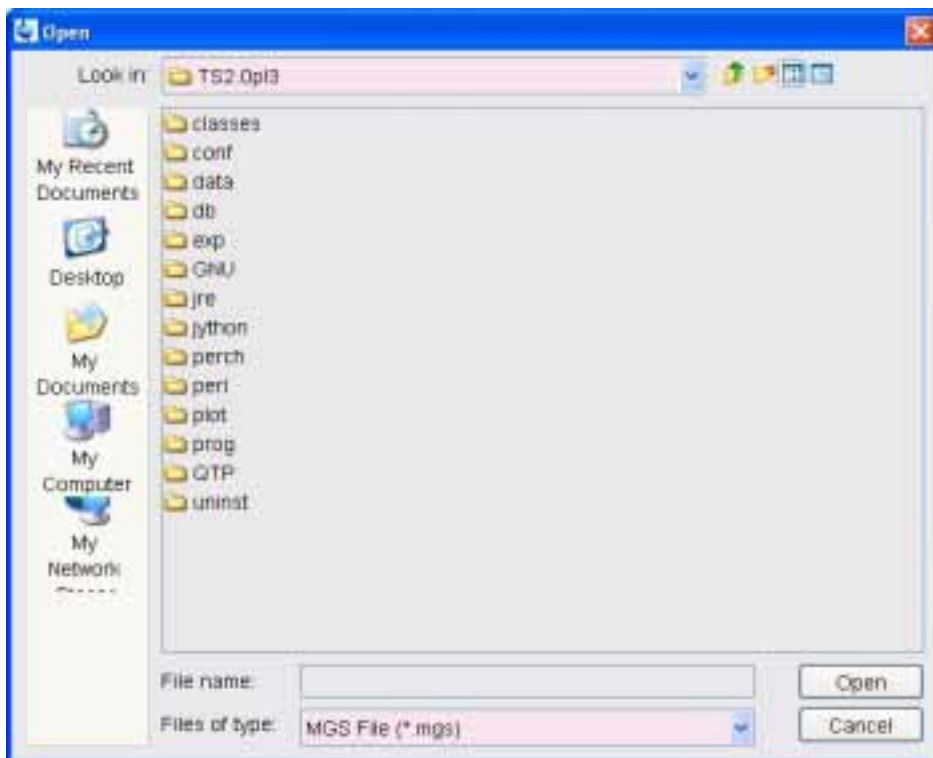 Open
Look in
TS2.0pl3
My Recent
Documents
Desktop
My
Documents
My
Computer
My
Network
classes
conf
data
db
exp
GNU
jre
jython
perch
perl
plot
prog
QTP
uninst
File name:
Open
Files of type:
MGS File (*.mgs)
Cancel